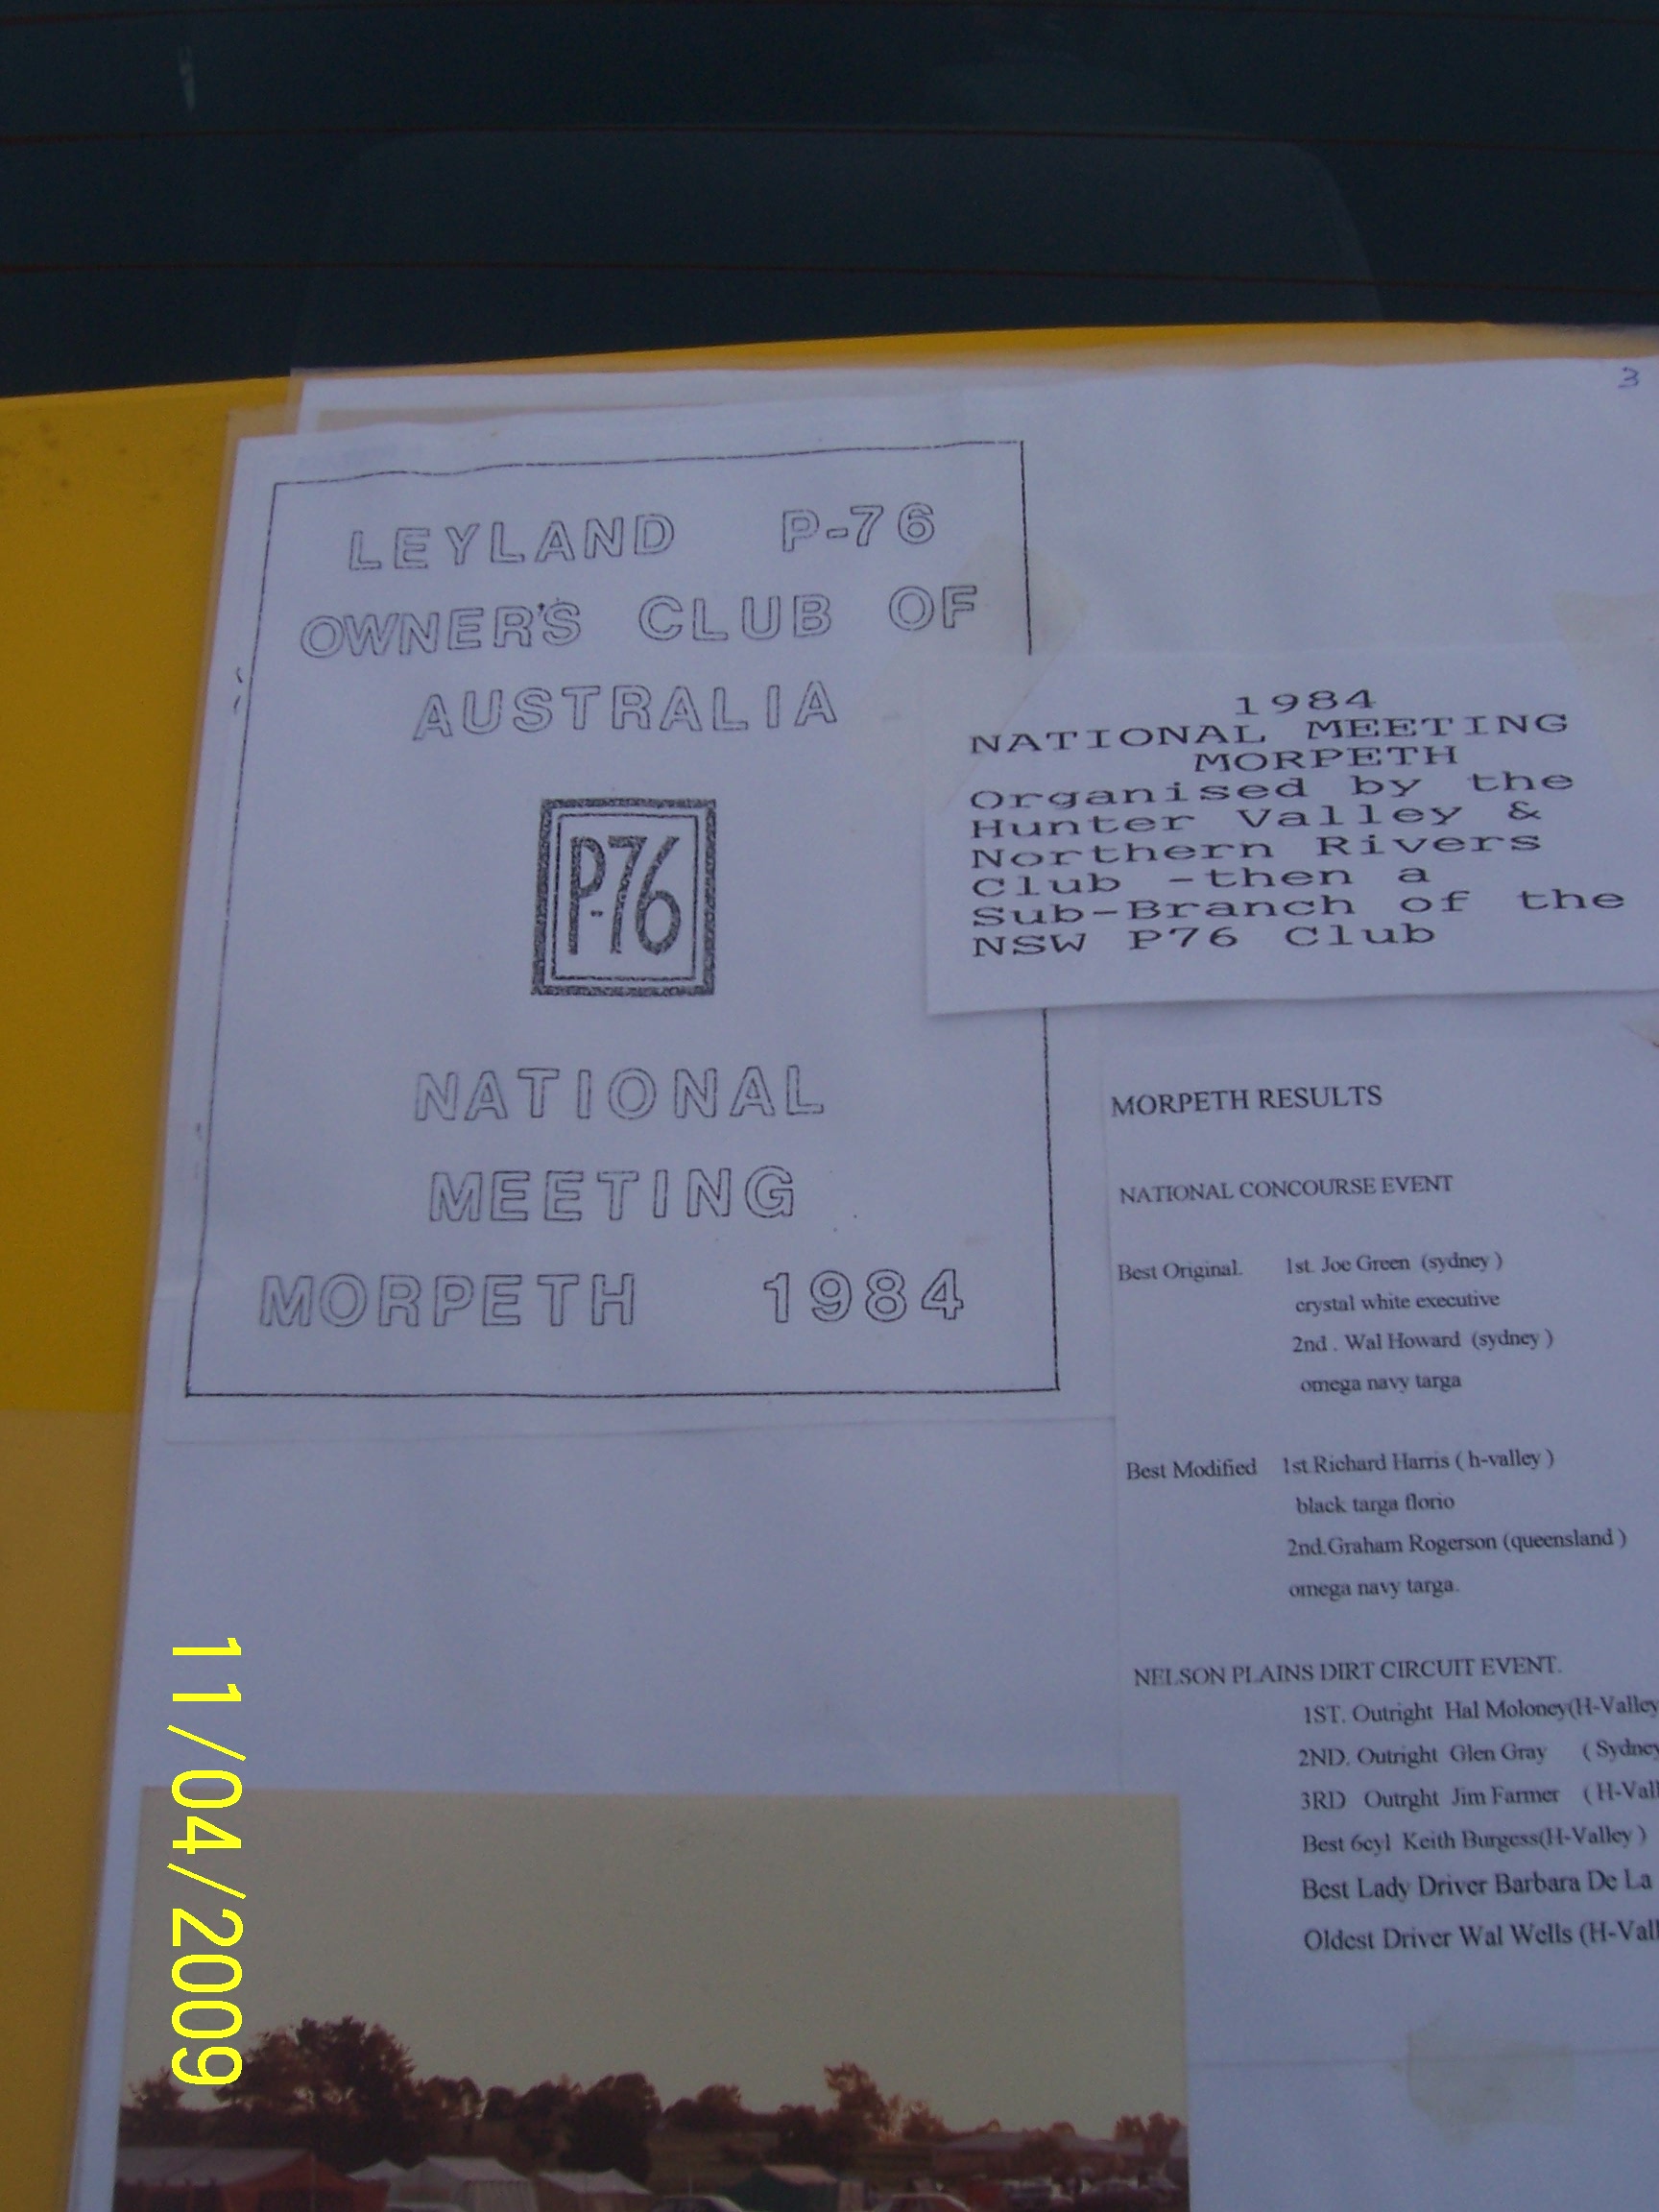 3
LEYLAND P-76
OWNER'S CLUB OF
AUSTRALIA
P-76
NATIONAL
MEETING
MORPETH 1984
1984
NATIONAL MEETING
MORPETH
Organised by the
Hunter Valley &
Northern Rivers
Club -then a
Sub-Branch of the
NSW P76 Club
MORPETH RESULTS
NATIONAL CONCOURSE EVENT
Best Original. 1st. Joe Green (sydney )
crystal white executive
2nd . Wal Howard (sydney )
omega navy targa
Best Modified 1st.Richard Harris ( h-valley )
black targa florio
2nd.Graham Rogerson (queensland )
omega navy targa.
NELSON PLAINS DIRT CIRCUIT EVENT.
1ST. Outright Hal Moloney(H-Valley
2ND. Outright Glen Gray ( Sydney
3RD Outrght Jim Farmer ( H-Vall
Best 6cyl Keith Burgess(H-Valley )
Best Lady Driver Barbara De La
Oldest Driver Wal Wells (H-Vall
11/04/2009